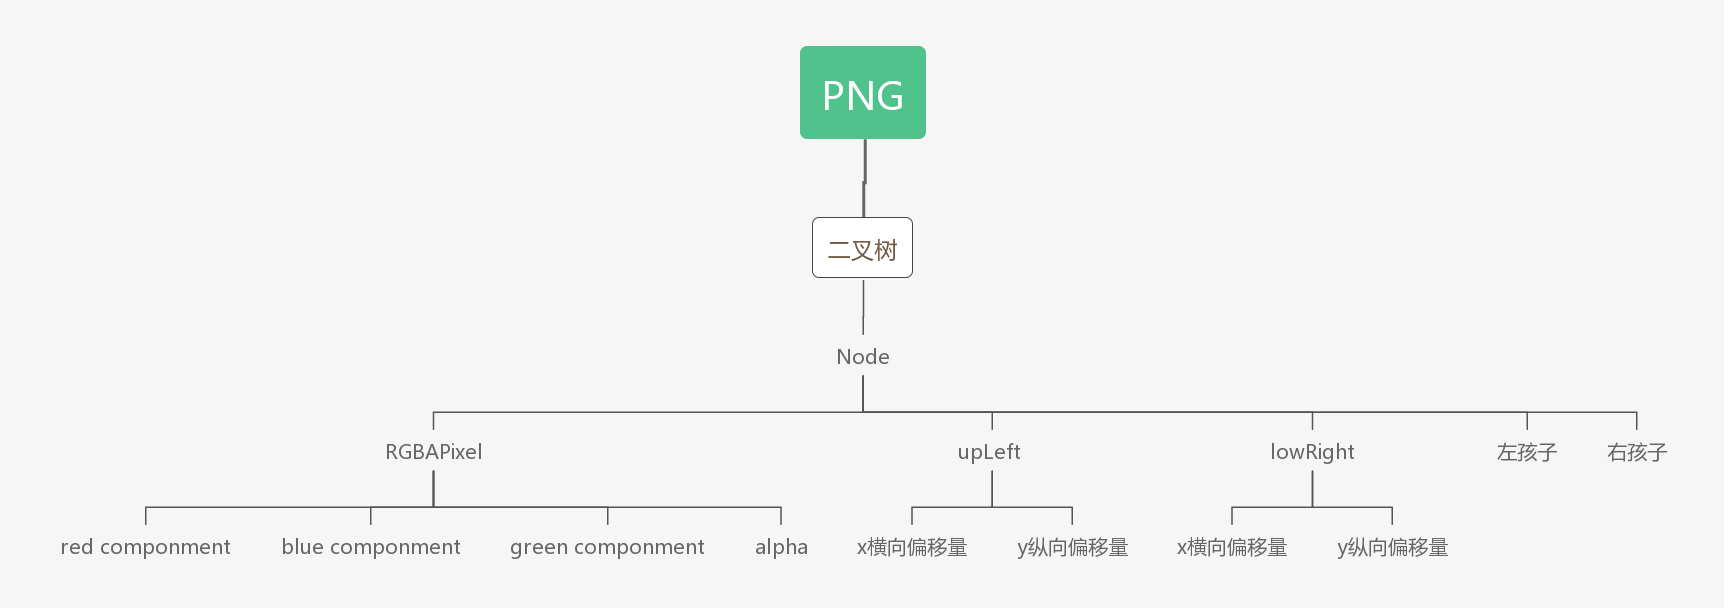 PNG
二叉树
Node
RGBAPixel
upLeft
lowRight
左孩子
右孩子
red componment
blue componment
green componment
alpha
x横向偏移量
y纵向偏移量
x横向偏移量
y纵向偏移量